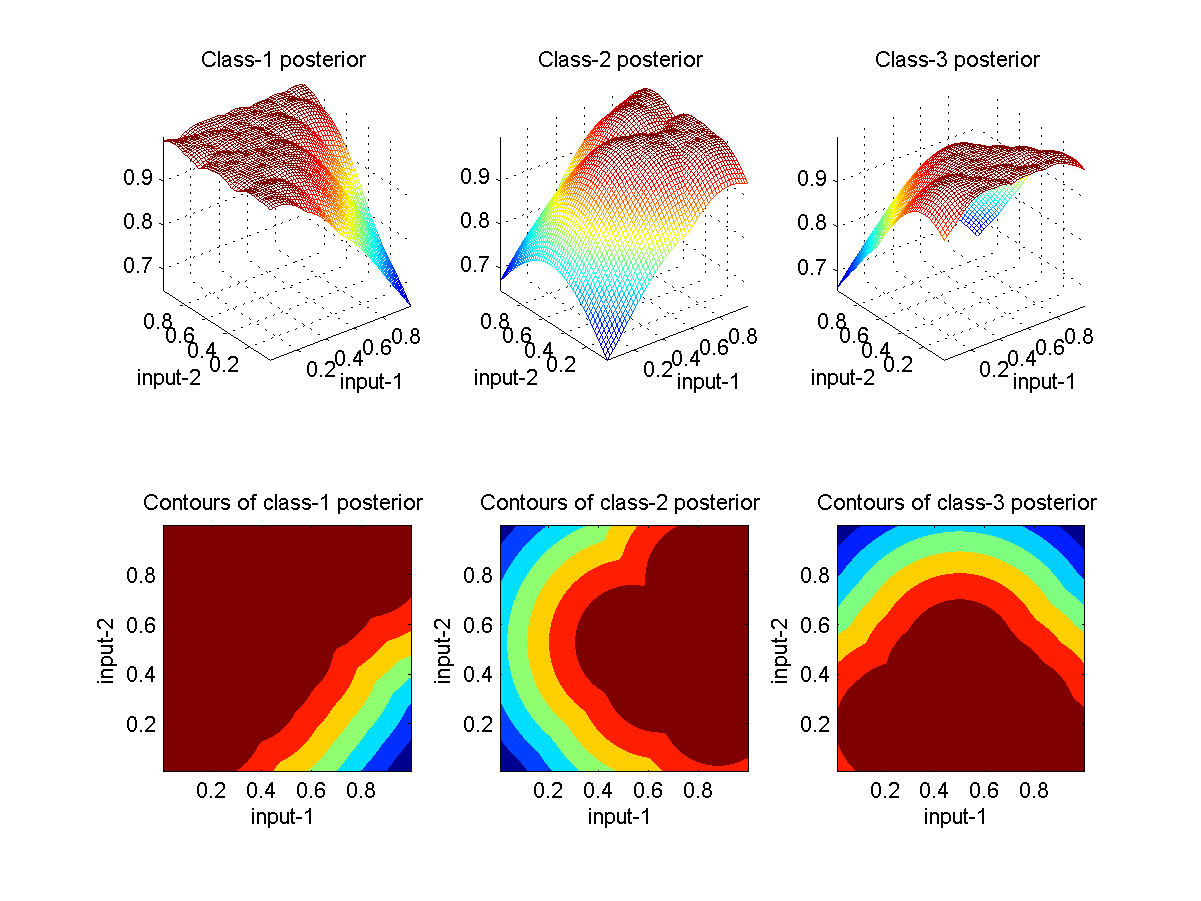 Class-1 posterior
Class-2 posterior
Class-3 posterior
0.9
0.8
0.7
0.8
0.6
0.4
0.2
input-2
0.2
0.4
0.6
0.8
input-1
0.9
0.8
0.7
0.8
0.6
0.4
0.2
input-2
0.2
0.4
0.6
0.8
input-1
0.9
0.8
0.7
0.8
0.6
0.4
0.2
input-2
0.2
0.4
0.6
0.8
input-1
Contours of class-1 posterior
Contours of class-2 posterior
Contours of class-3 posterior
0.8
0.6
0.4
0.2
input-2
0.2 0.4 0.6 0.8
input-1
0.8
0.6
0.4
0.2
input-2
0.2 0.4 0.6 0.8
input-1
0.8
0.6
0.4
0.2
input-2
0.2 0.4 0.6 0.8
input-1